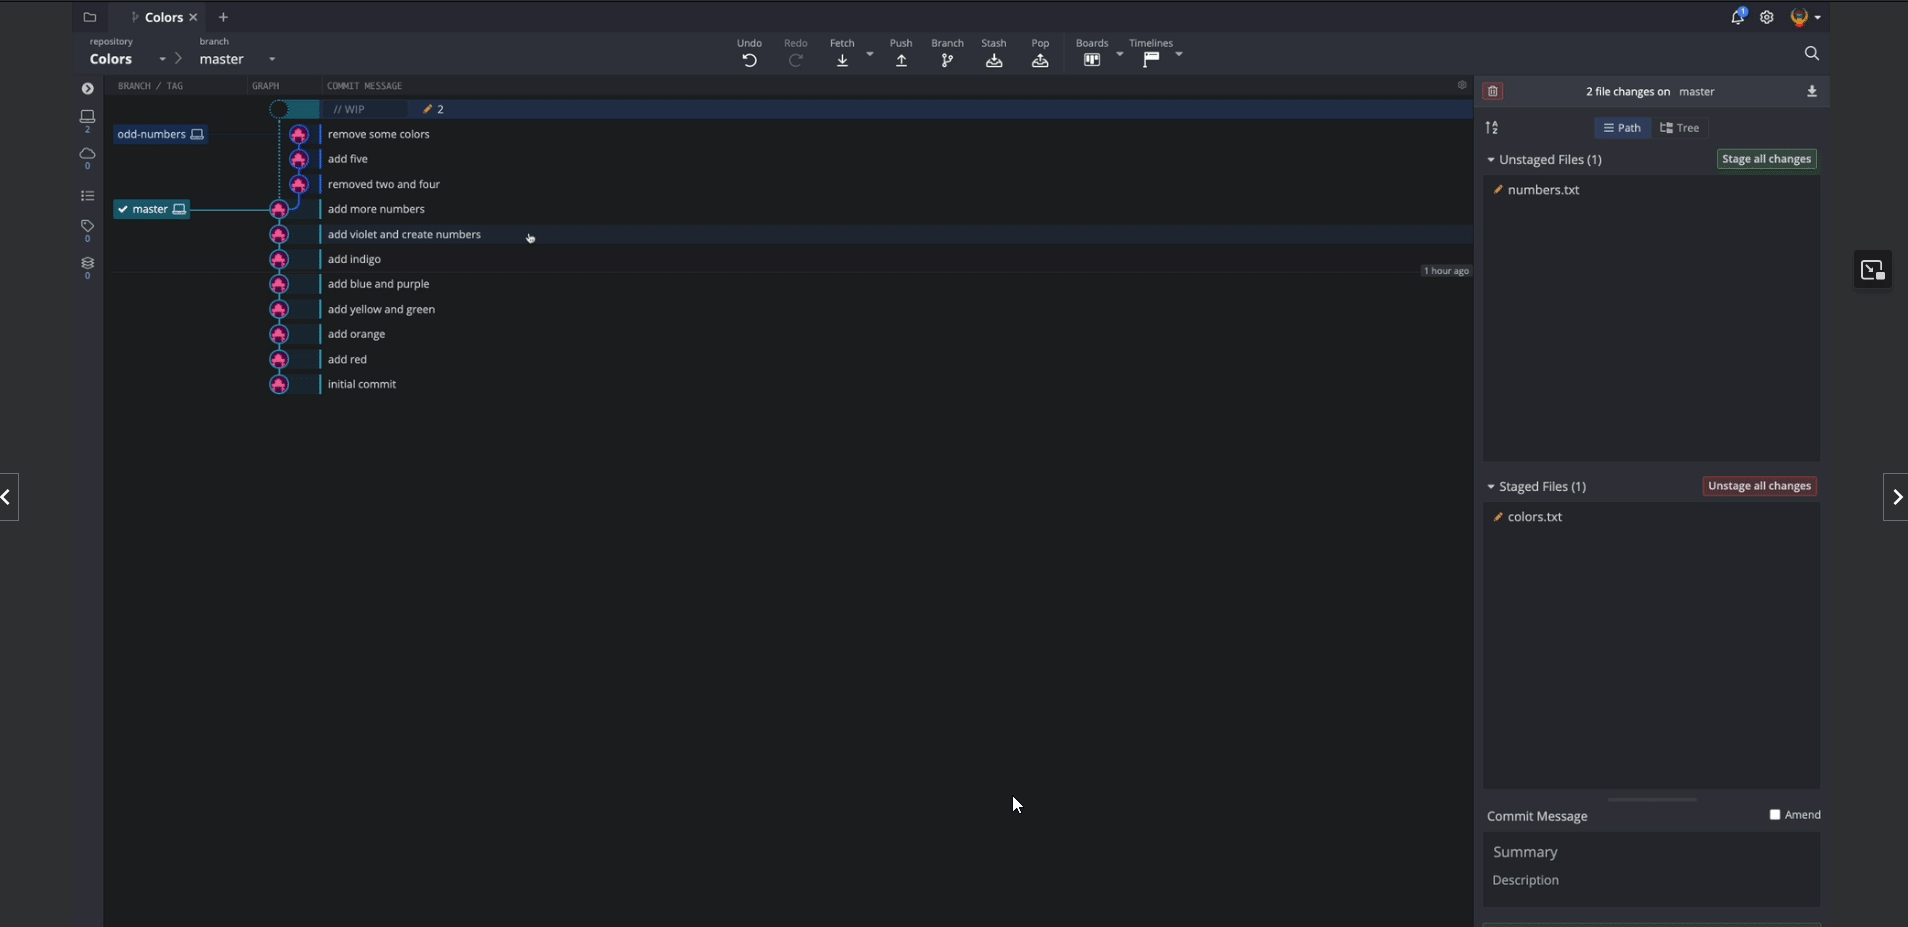 Colors
1
repository
Colors
branch
master
Undo
Redo
Fetch
Push
Branch
Stash
Pop
Boards
Timelines
BRANCH / TAG
GRAPH
COMMIT MESSAGE
2
0
0
0
// WIP
2
odd-numbers
remove some colors
add five
removed two and four
master
add more numbers
add violet and create numbers
add indigo
1 hour ago
add blue and purple
add yellow and green
add orange
add red
initial commit
2 file changes on master
A
Z
Path
Tree
Unstaged Files (1)
Stage all changes
numbers.txt
Staged Files (1)
Unstage all changes
colors.txt
Commit Message
Amend
Summary
Description